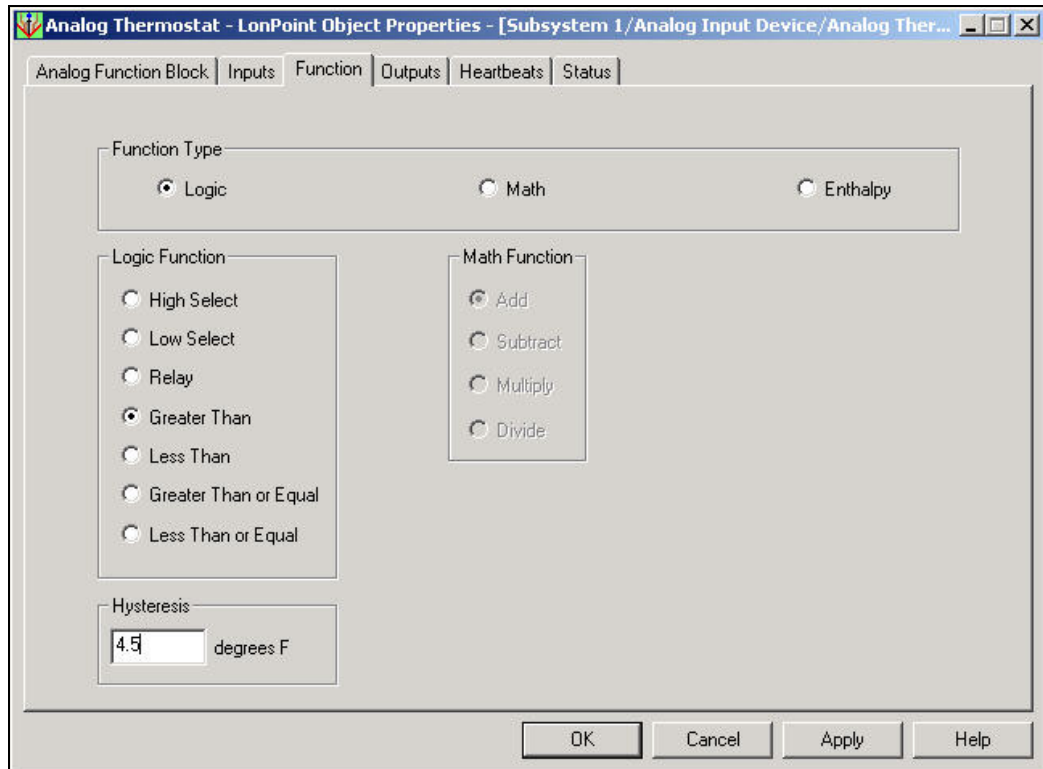 Analog Thermostat - LonPoint Object Properties - [Subsystem 1/Analog Input Device/Analog Ther...
Analog Function Block Inputs Function Outputs Heartbeats Status
Function Type
Logic Math Enthalpy
Logic Function Math Function
High Select Add
Low Select Subtract
Relay Multiply
Greater Than Divide
Less Than
Greater Than or Equal
Less Than or Equal
Hysteresis
4.5 degrees F
OK Cancel Apply Help